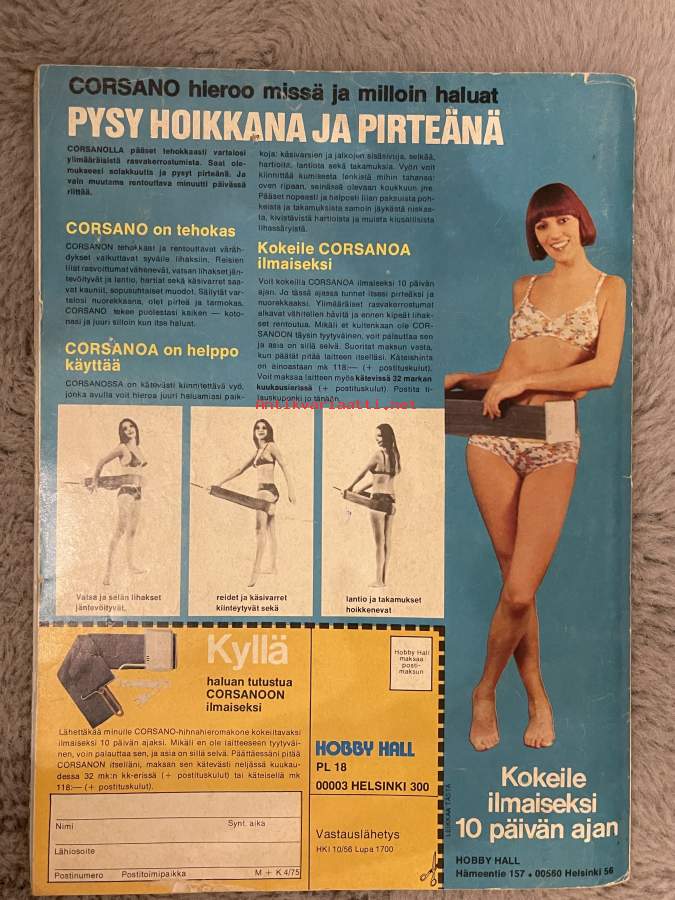 CORSANO hieroo missä ja milloin haluat
PYSY HOIKKANA JA PIRTEÄNÄ
CORSANOLLA pääset tehokkaasti vartalosi
ylimääräisistä rasvakerrostumista. Saat ole-
mukseesi solakkuutta ja pysyt pirteänä. Ja
vain muutama rentouttava minuutti päivässä
riittää.
CORSANO on tehokas
CORSANON tehokkaat ja rentouttavat väräh-
dykset vaikuttavat syvälle lihaksiin. Reisien
liiat rasvoittumat vähenevät, vatsan lihakset jän-
tevöityvät ja lantio, hartiat sekä käsivarret saa-
vat kauniit, sopusuhtaiset muodot. Säilytät var-
talosi nuorekkaana, olet pirteä ja tarmokas.
CORSANO tekee puolestasi kaiken — koto-
nasi ja juuri silloin kun itse haluat.
CORSANOA on helppo
käyttää
CORSANOSSA on kätevästi kiinnitettävä vyö,
jonka avulla voit hieroa juuri haluamiasi paik-
koja: käsivarsien ja jalkojen sisäsivuja, selkää,
hartioita, lantiota sekä takamuksia. Vyön voit
kiinnittää kumisesta lenkistä mihin tahansa:
oven ripaan, seinässä olevaan koukkuun jne.
Pääset nopeasti ja helposti liian paksuista poh-
keista ja takamuksista samoin jäykästä niskas-
ta, kivistävistä hartioista ja muista kiusallisista
lihassäryistä.
Kokeile CORSANOA
ilmaiseksi
Voit kokeilla CORSANOA ilmaiseksi 10 päivän
ajan. Jo tässä ajassa tunnet itsesi pirteäksi ja
nuorekkaaksi. Ylimääräiset rasvakerrostumat
alkavat vähitellen hävitä ja ennen kipeät lihak-
set rentoutua. Mikäli et kuitenkaan ole COR-
SANOON täysin tyytyväinen, voit palauttaa sen
ja asia on sillä selvä. Suoritat maksun vasta,
kun päätät pitää laitteen itselläsi. Käteishinta
on ainoastaan mk 118:— (+ postituskulut).
Voit maksaa laitteen myös kätevissä 32 markan
kuukausierissä (+ postituskulut). Postita ti-
lauskuponki jo tänään.
Antikvariaatti.net
Vatsa ja selän lihakset
jäntevöityvät,
reidet ja käsivarret
kiinteytyvät sekä
lantio ja takamukset
hoikkenevat
Kyllä
haluan tutustua
CORSANOON
ilmaiseksi
Lähettäkää minulle CORSANO-hihnahieromakone kokeiltavaksi
ilmaiseksi 10 päivän ajaksi. Mikäli en ole laitteeseen tyytyväi-
nen, voin palauttaa sen, ja asia on sillä selvä. Päättäessäni pitää
CORSANON itselläni, maksan sen kätevästi neljässä kuukau-
dessa 32 mk:n kk-erissä (+ postituskulut) tai käteisellä mk
118:— (+ postituskulut).
Nimi
Synt. aika
Lähiosoite
Postinumero
Postitoimipaikka
M + K 4/75
Hobby Hall
maksaa
posti-
maksun
HOBBY HALL
PL 18
00003 HELSINKI 300
Vastauslähetys
HKI 10/56 Lupa 1700
LEIKKAA TÄSTÄ
Kokeile
ilmaiseksi
10 päivän ajan
HOBBY HALL
Hämeentie 157 • 00560 Helsinki 56